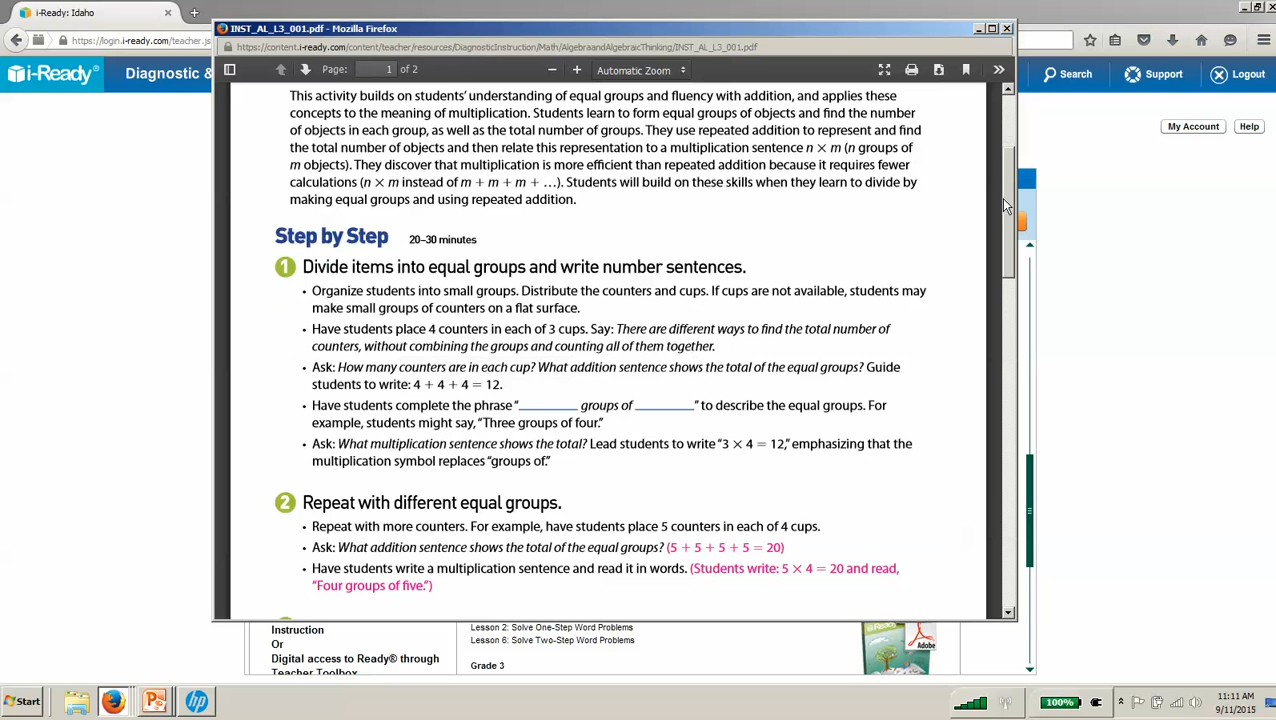 i-Ready: Idaho
https://login.i-ready.com/teacher.js
i-Ready
Diagnostic &
Search
Support
Logout
My Account
Help
INST_AL_L3_001.pdf - Mozilla Firefox
https://content.i-ready.com/content/teacher/resources/DiagnosticInstruction/Math/AlgebraandAlgebraicThinking/INST_AL_L3_001.pdf
Page: 1 of 2
Automatic Zoom
This activity builds on students' understanding of equal groups and fluency with addition, and applies these
concepts to the meaning of multiplication. Students learn to form equal groups of objects and find the number
of objects in each group, as well as the total number of groups. They use repeated addition to represent and find
the total number of objects and then relate this representation to a multiplication sentence n × m (n groups of
m objects). They discover that multiplication is more efficient than repeated addition because it requires fewer
calculations (n × m instead of m + m + m + …). Students will build on these skills when they learn to divide by
making equal groups and using repeated addition.
Step by Step 20–30 minutes
1 Divide items into equal groups and write number sentences.
• Organize students into small groups. Distribute the counters and cups. If cups are not available, students may
make small groups of counters on a flat surface.
• Have students place 4 counters in each of 3 cups. Say: There are different ways to find the total number of
counters, without combining the groups and counting all of them together.
• Ask: How many counters are in each cup? What addition sentence shows the total of the equal groups? Guide
students to write: 4 + 4 + 4 = 12.
• Have students complete the phrase “________ groups of ________” to describe the equal groups. For
example, students might say, “Three groups of four.”
• Ask: What multiplication sentence shows the total? Lead students to write “3 × 4 = 12,” emphasizing that the
multiplication symbol replaces “groups of.”
2 Repeat with different equal groups.
• Repeat with more counters. For example, have students place 5 counters in each of 4 cups.
• Ask: What addition sentence shows the total of the equal groups? (5 + 5 + 5 + 5 = 20)
• Have students write a multiplication sentence and read it in words. (Students write: 5 × 4 = 20 and read,
“Four groups of five.”)
Instruction
Or
Digital access to Ready® through
Teacher Toolbox
Lesson 2: Solve One-Step Word Problems
Lesson 6: Solve Two-Step Word Problems
Grade 3
Adobe
Start
100%
11:11 AM
9/11/2015